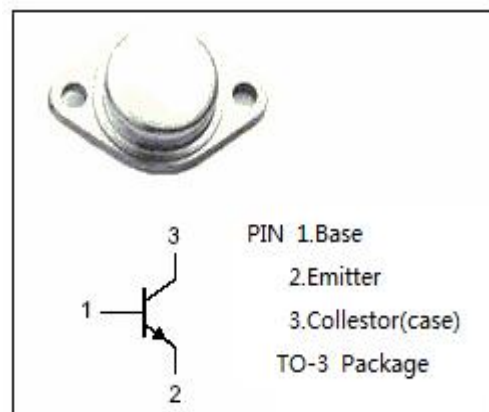 3
PIN 1.Base
2.Emitter
1
3.Collestor(case)
TO-3 Package
2